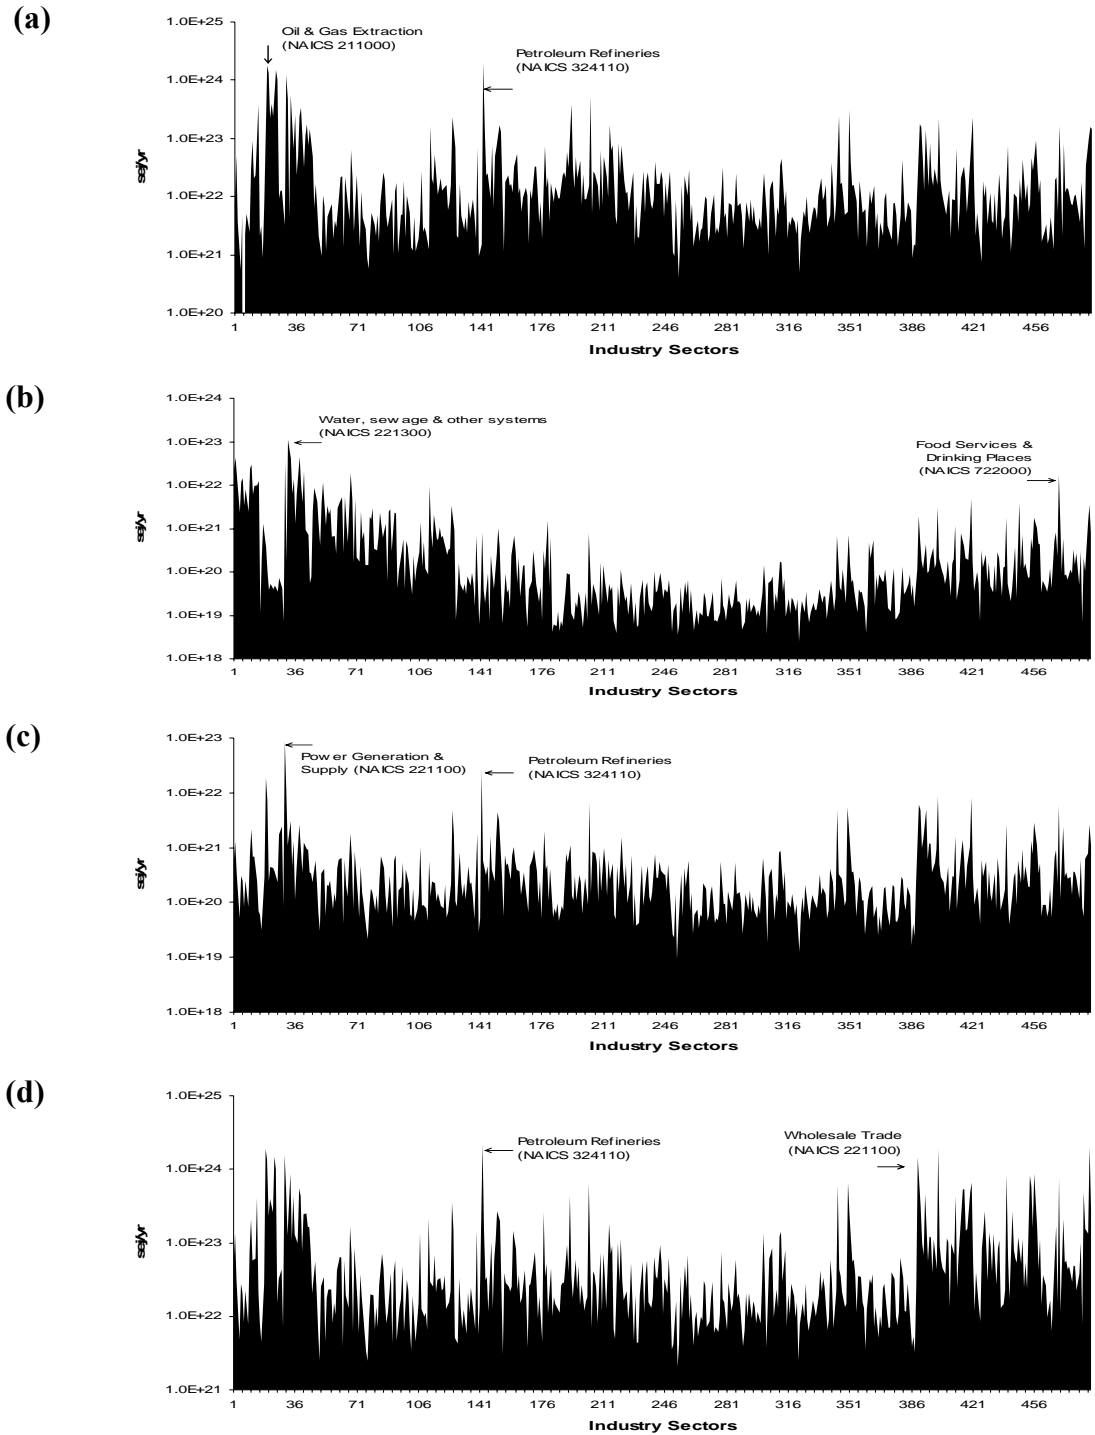 (a)
1.0E+25
1.0E+24
1.0E+23
1.0E+22
1.0E+21
1.0E+20
sej/yr
Oil & Gas Extraction
(NAICS 211000)
Petroleum Refineries
(NAICS 324110)
1 36 71 106 141 176 211 246 281 316 351 386 421 456
Industry Sectors
(b)
1.0E+24
1.0E+23
1.0E+22
1.0E+21
1.0E+20
1.0E+19
1.0E+18
sej/yr
Water, sewage & other systems
(NAICS 221300)
Food Services &
Drinking Places
(NAICS 722000)
1 36 71 106 141 176 211 246 281 316 351 386 421 456
Industry Sectors
(c)
1.0E+23
1.0E+22
1.0E+21
1.0E+20
1.0E+19
1.0E+18
sej/yr
Power Generation &
Supply (NAICS 221100)
Petroleum Refineries
(NAICS 324110)
1 36 71 106 141 176 211 246 281 316 351 386 421 456
Industry Sectors
(d)
1.0E+25
1.0E+24
1.0E+23
1.0E+22
1.0E+21
sej/yr
Petroleum Refineries
(NAICS 324110)
Wholesale Trade
(NAICS 221100)
1 36 71 106 141 176 211 246 281 316 351 386 421 456
Industry Sectors